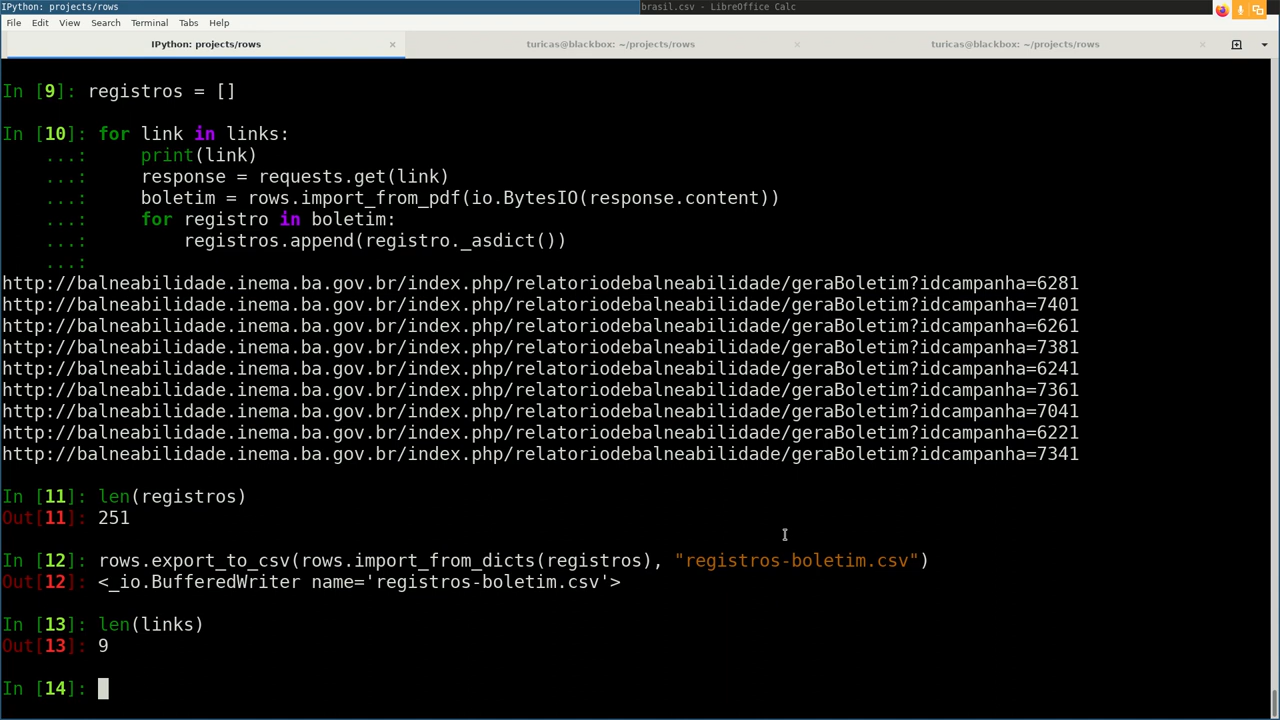 IPython: projects/rows
brasil.csv - LibreOffice Calc
File Edit View Search Terminal Tabs Help
IPython: projects/rows × turicas@blackbox: ~/projects/rows × turicas@blackbox: ~/projects/rows ×
In [9]: registros = []
In [10]: for link in links:
...:     print(link)
...:     response = requests.get(link)
...:     boletim = rows.import_from_pdf(io.BytesIO(response.content))
...:     for registro in boletim:
...:         registros.append(registro._asdict())
...:
http://balneabilidade.inema.ba.gov.br/index.php/relatoriodebalneabilidade/geraBoletim?idcampanha=6281
http://balneabilidade.inema.ba.gov.br/index.php/relatoriodebalneabilidade/geraBoletim?idcampanha=7401
http://balneabilidade.inema.ba.gov.br/index.php/relatoriodebalneabilidade/geraBoletim?idcampanha=6261
http://balneabilidade.inema.ba.gov.br/index.php/relatoriodebalneabilidade/geraBoletim?idcampanha=7381
http://balneabilidade.inema.ba.gov.br/index.php/relatoriodebalneabilidade/geraBoletim?idcampanha=6241
http://balneabilidade.inema.ba.gov.br/index.php/relatoriodebalneabilidade/geraBoletim?idcampanha=7361
http://balneabilidade.inema.ba.gov.br/index.php/relatoriodebalneabilidade/geraBoletim?idcampanha=7041
http://balneabilidade.inema.ba.gov.br/index.php/relatoriodebalneabilidade/geraBoletim?idcampanha=6221
http://balneabilidade.inema.ba.gov.br/index.php/relatoriodebalneabilidade/geraBoletim?idcampanha=7341
In [11]: len(registros)
Out[11]: 251
In [12]: rows.export_to_csv(rows.import_from_dicts(registros), "registros-boletim.csv")
Out[12]: <_io.BufferedWriter name='registros-boletim.csv'>
In [13]: len(links)
Out[13]: 9
In [14]: